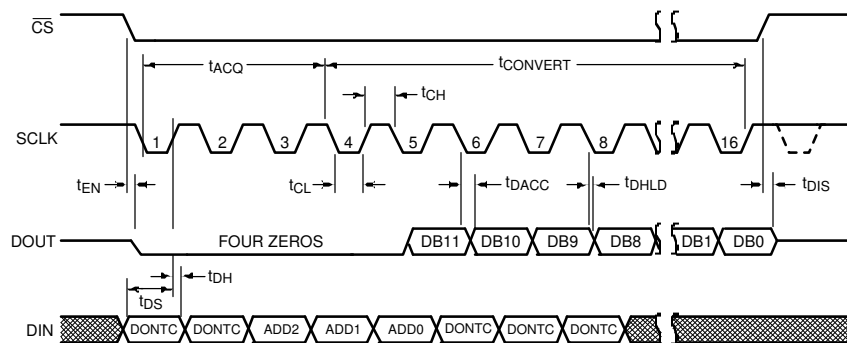 CS
tACQ
tCONVERT
tCH
SCLK
1 2 3 4 5 6 7 8 16
tEN
tCL
tDACC
tDHLD
tDIS
DOUT
FOUR ZEROS
DB11 DB10 DB9 DB8 DB1 DB0
tDH
tDS
DIN
DONTC DONTC ADD2 ADD1 ADD0 DONTC DONTC DONTC